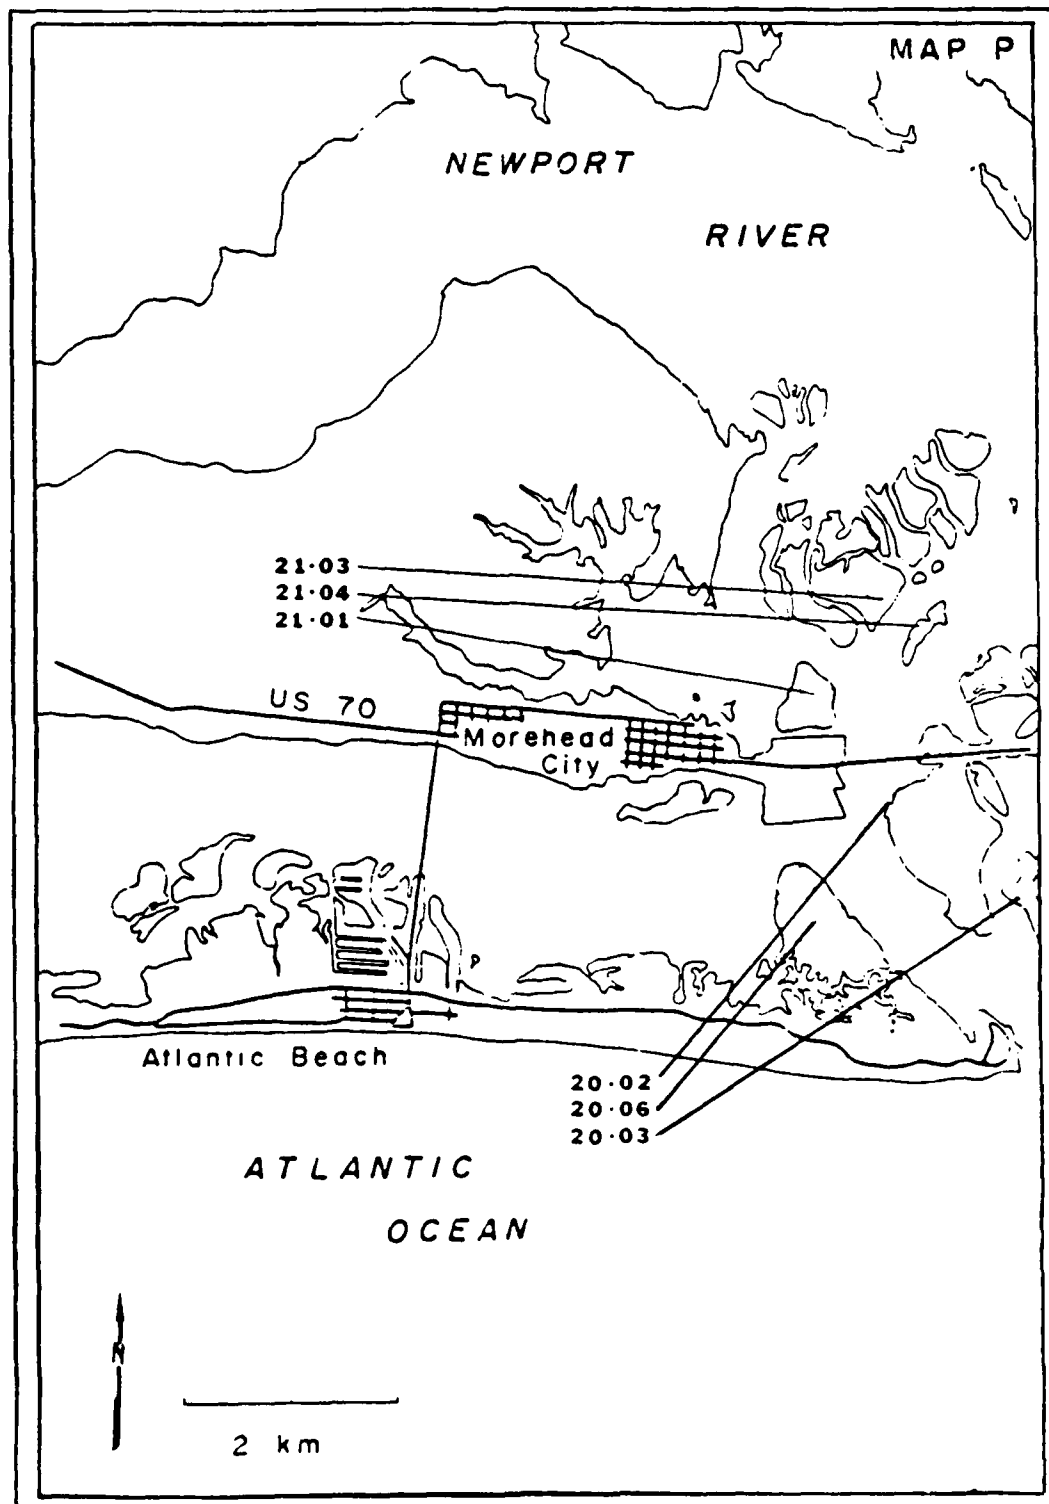 MAP P
NEWPORT
RIVER
21·03
21·04
21·01
US 70
Morehead
City
Atlantic Beach
20·02
20·06
20·03
ATLANTIC
OCEAN
N
2 km